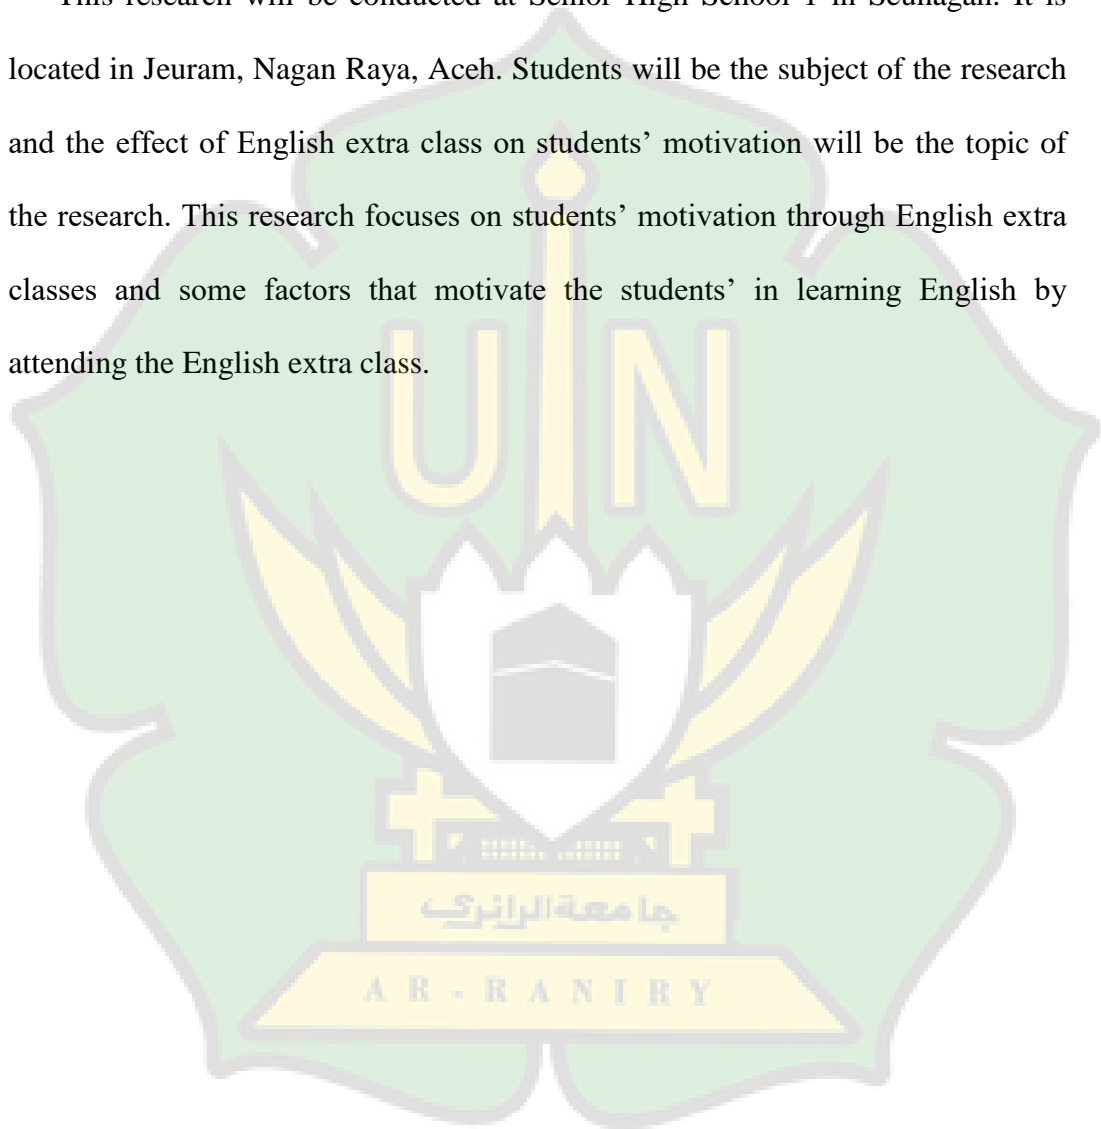 This research will be conducted at Senior High School 1 in Seunagan. It is
located in Jeuram, Nagan Raya, Aceh. Students will be the subject of the research
and the effect of English extra class on students’ motivation will be the topic of
the research. This research focuses on students’ motivation through English extra
classes and some factors that motivate the students’ in learning English by
attending the English extra class.
UIN
جامعةالرانري
AR-RANIRY